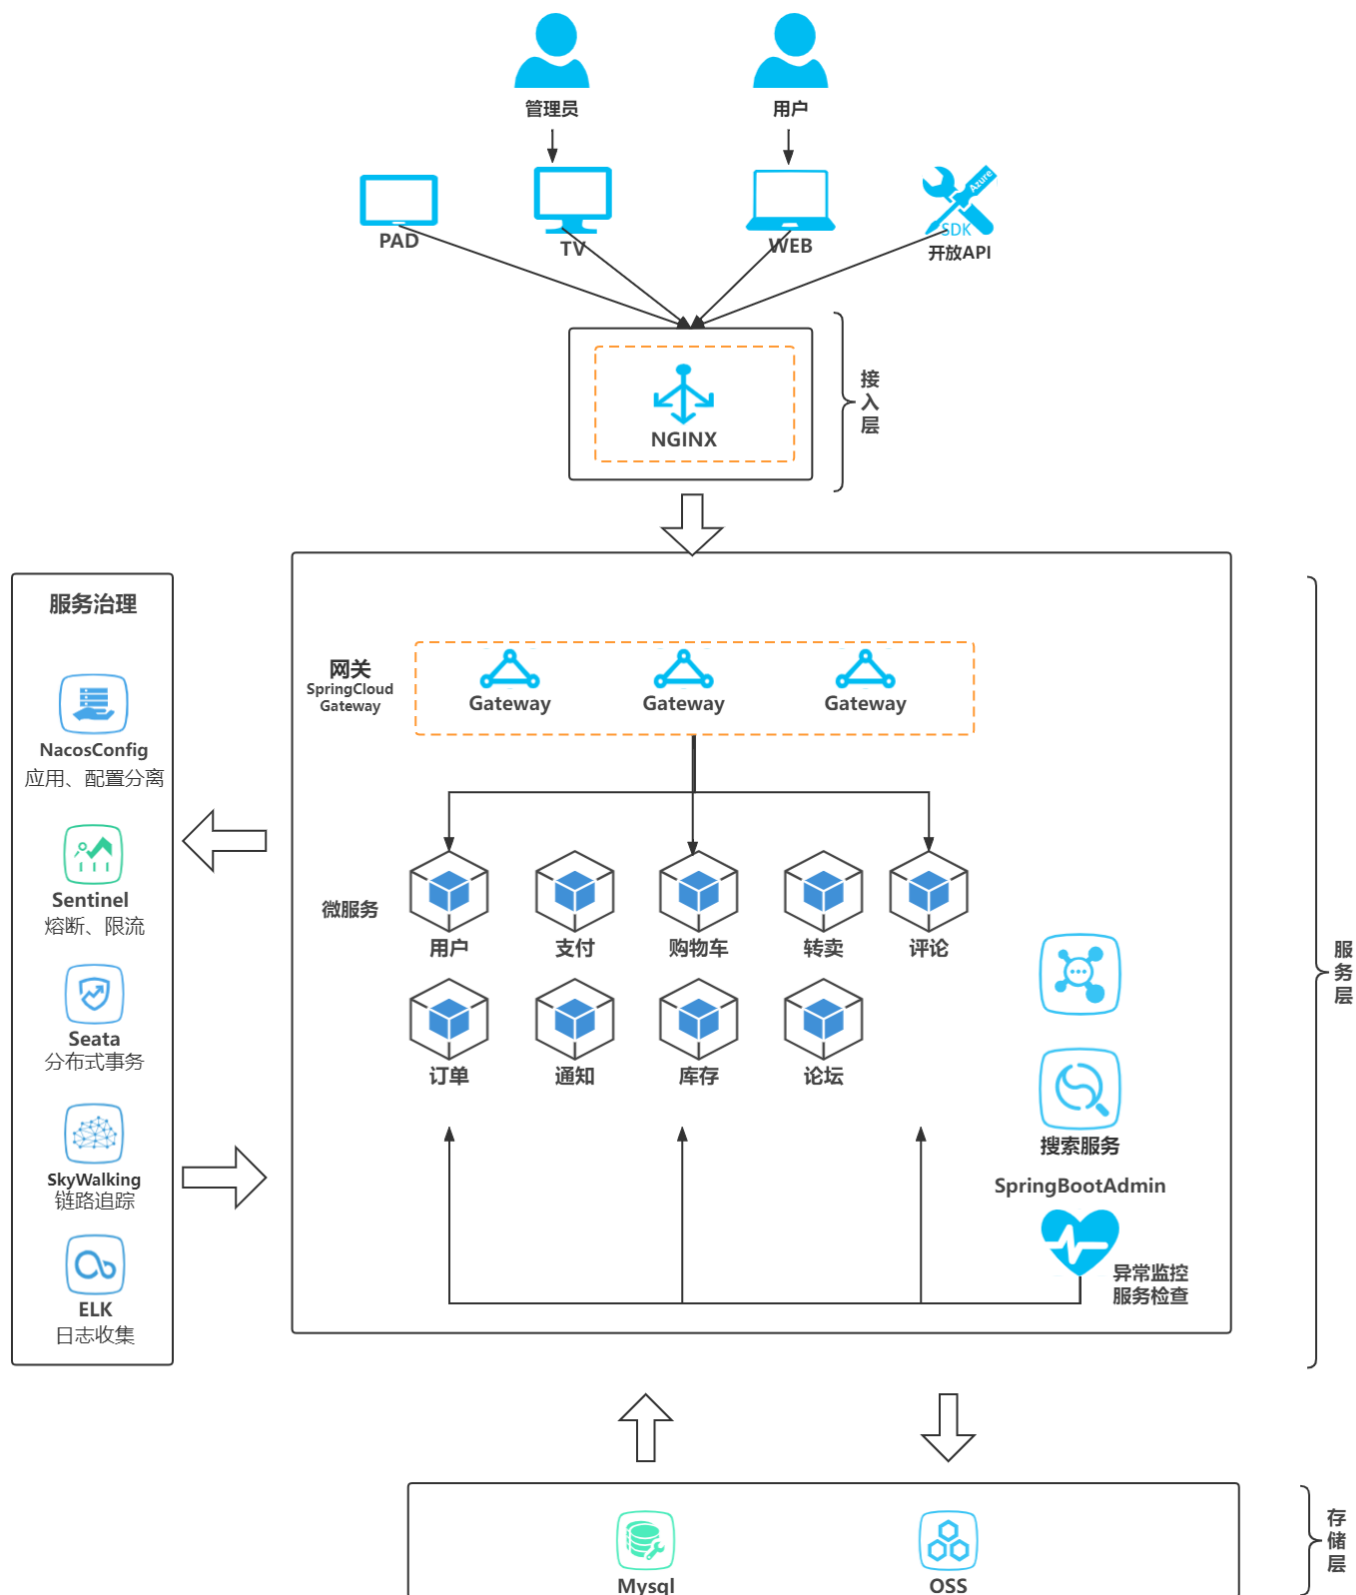 管理员
用户
PAD
TV
WEB
Azure
SDK
开放API
NGINX
接入层
服务治理
NacosConfig
应用、配置分离
Sentinel
熔断、限流
Seata
分布式事务
SkyWalking
链路追踪
ELK
日志收集
网关
SpringCloud
Gateway
Gateway
Gateway
Gateway
微服务
用户
支付
购物车
转卖
评论
订单
通知
库存
论坛
搜索服务
SpringBootAdmin
异常监控
服务检查
服务层
Mysql
OSS
存储层